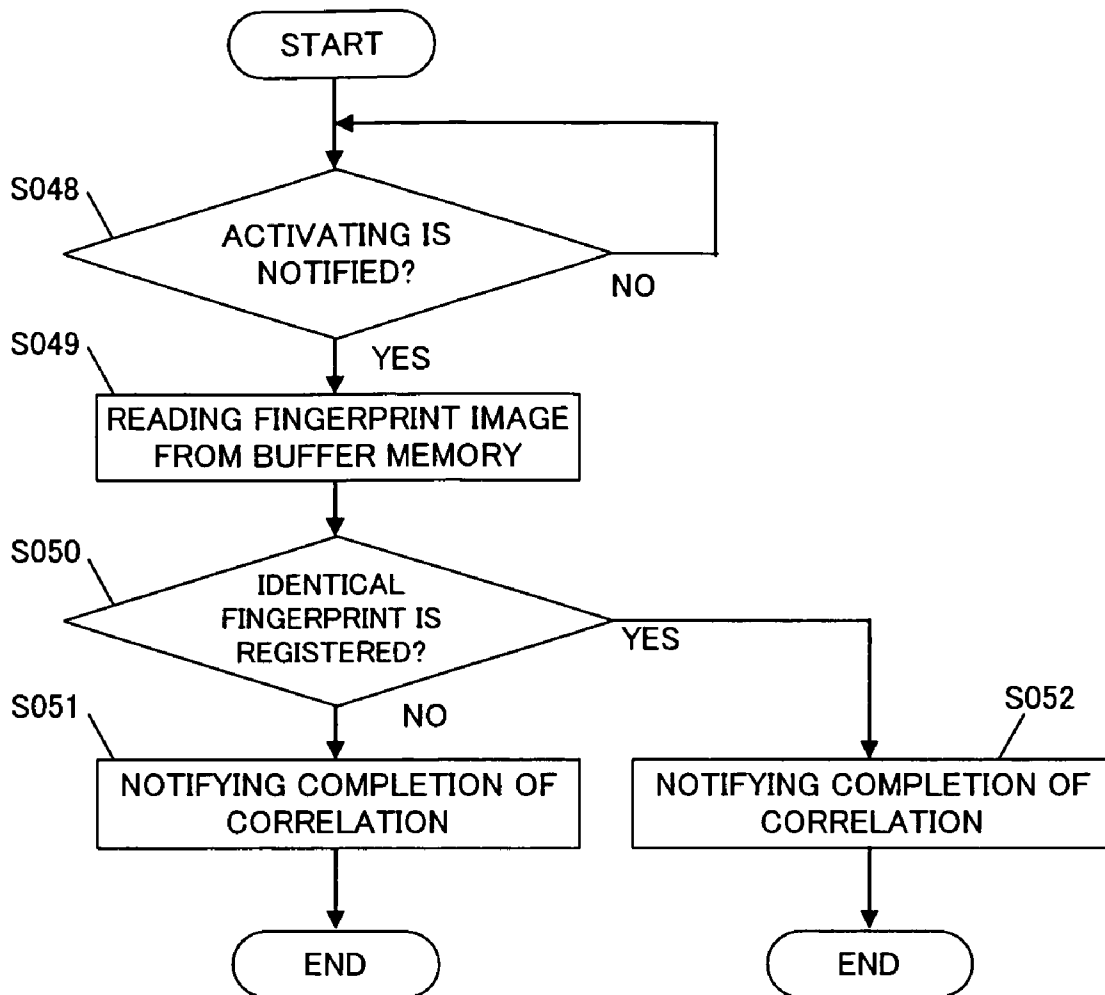 START
S048
ACTIVATING IS
NOTIFIED?
NO
S049
YES
READING FINGERPRINT IMAGE
FROM BUFFER MEMORY
S050
IDENTICAL
FINGERPRINT IS
REGISTERED?
YES
S051
NO
S052
NOTIFYING COMPLETION OF
CORRELATION
NOTIFYING COMPLETION OF
CORRELATION
END
END